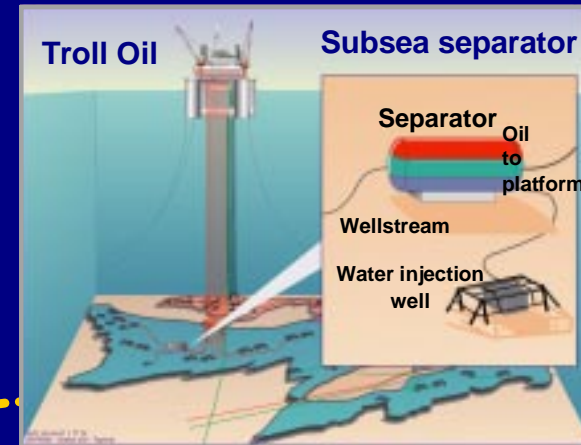 Troll Oil
Subsea separator
Separator
Oil
to
platform
Wellstream
Water injection
well